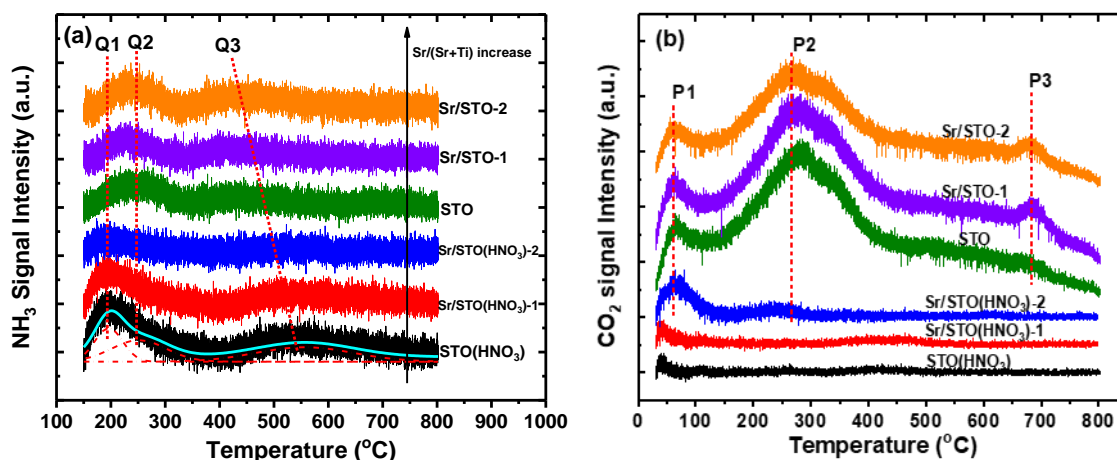 (a)
Q1
Q2
Q3
Sr/(Sr+Ti) increase
NH₃ Signal Intensity (a.u.)
Sr/STO-2
Sr/STO-1
STO
Sr/STO(HNO₃)-2
Sr/STO(HNO₃)-1
STO(HNO₃)
100 200 300 400 500 600 700 800 900 1000
Temperature (°C)
(b)
P1
P2
P3
CO₂ signal Intensity (a.u.)
Sr/STO-2
Sr/STO-1
STO
Sr/STO(HNO₃)-2
Sr/STO(HNO₃)-1
STO(HNO₃)
0 100 200 300 400 500 600 700 800
Temperature (°C)